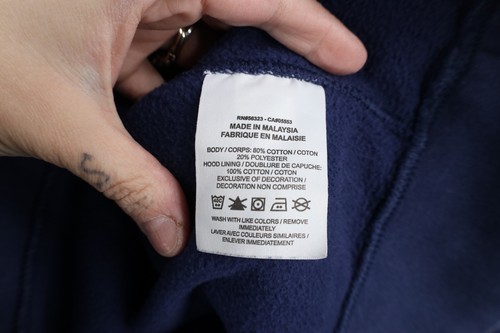 RN#56323 - CA#05553
MADE IN MALAYSIA
FABRIQUE EN MALAISIE
BODY / CORPS: 80% COTTON / COTON
20% POLYESTER
HOOD LINING / DOUBLURE DE CAPUCHE:
100% COTTON / COTON
EXCLUSIVE OF DECORATION /
DECORATION NON COMPRISE
WASH WITH LIKE COLORS / REMOVE
IMMEDIATELY
LAVER AVEC COULEURS SIMILAIRES /
ENLEVER IMMEDIATEMENT